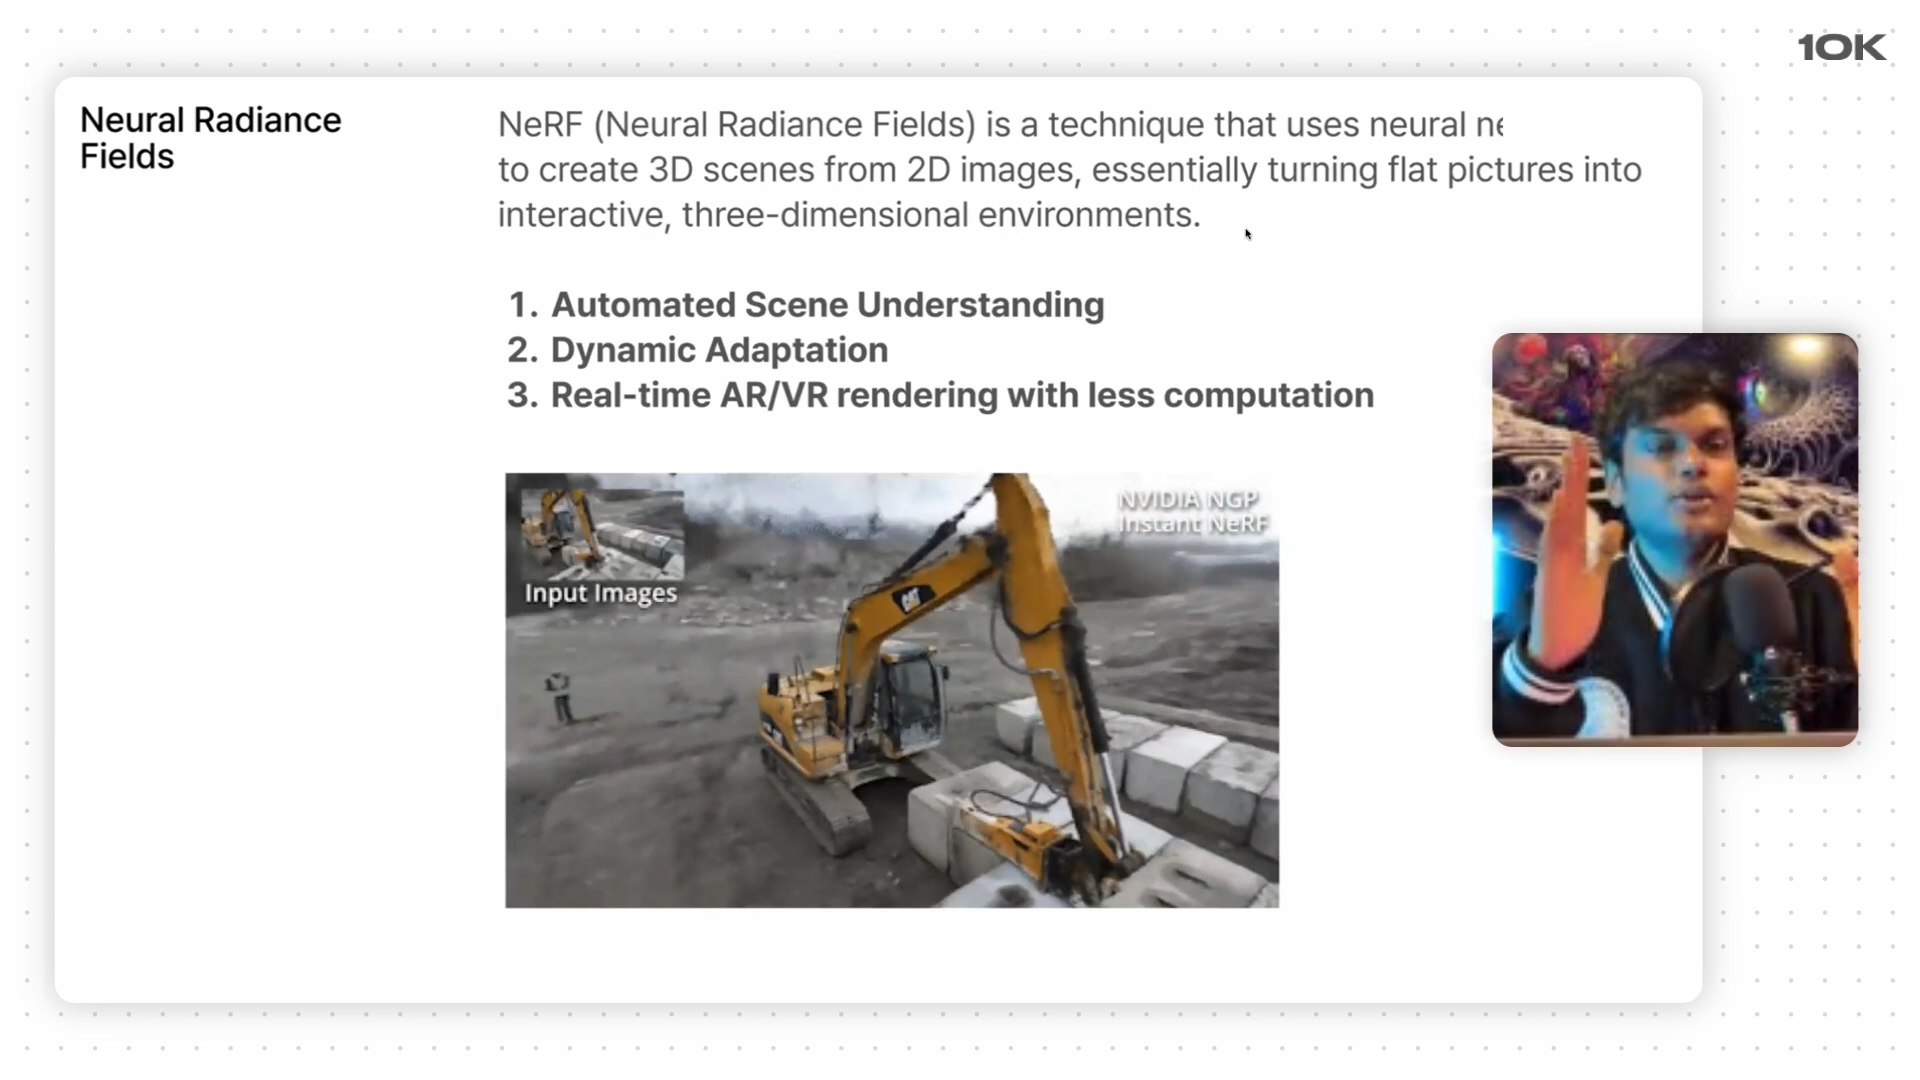 10K
Neural Radiance
Fields
NeRF (Neural Radiance Fields) is a technique that uses neural
to create 3D scenes from 2D images, essentially turning flat pictures into
interactive, three-dimensional environments.
1. Automated Scene Understanding
2. Dynamic Adaptation
3. Real-time AR/VR rendering with less computation
NVIDIA NGP
Instant NeRF
Input Images
CAT